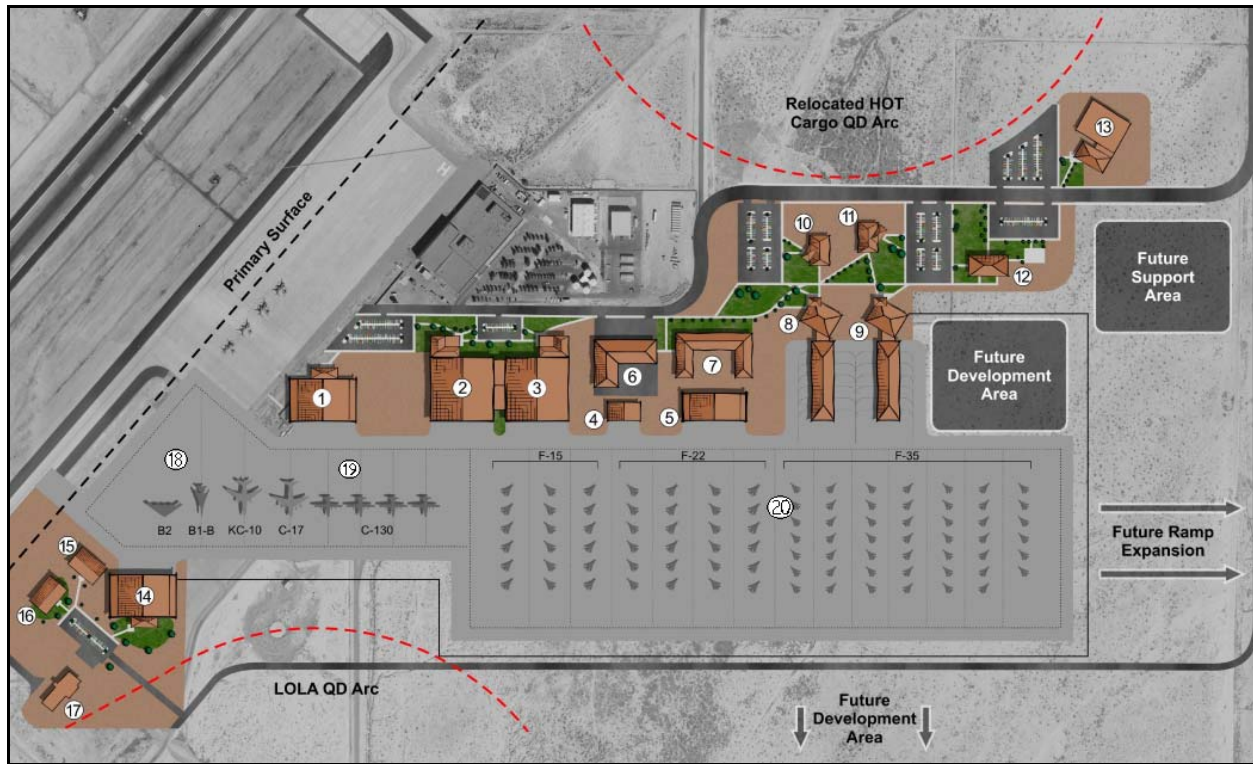 Relocated HOT
Cargo QD Arc
13
Primary Surface
H
10
11
12
Future
Support
Area
8
9
Future
Development
Area
1
2
3
6
7
4
5
18
19
20
F-15
F-22
F-35
B2
B1-B
KC-10
C-17
C-130
Future Ramp
Expansion
15
14
16
17
LOLA QD Arc
Future
Development
Area